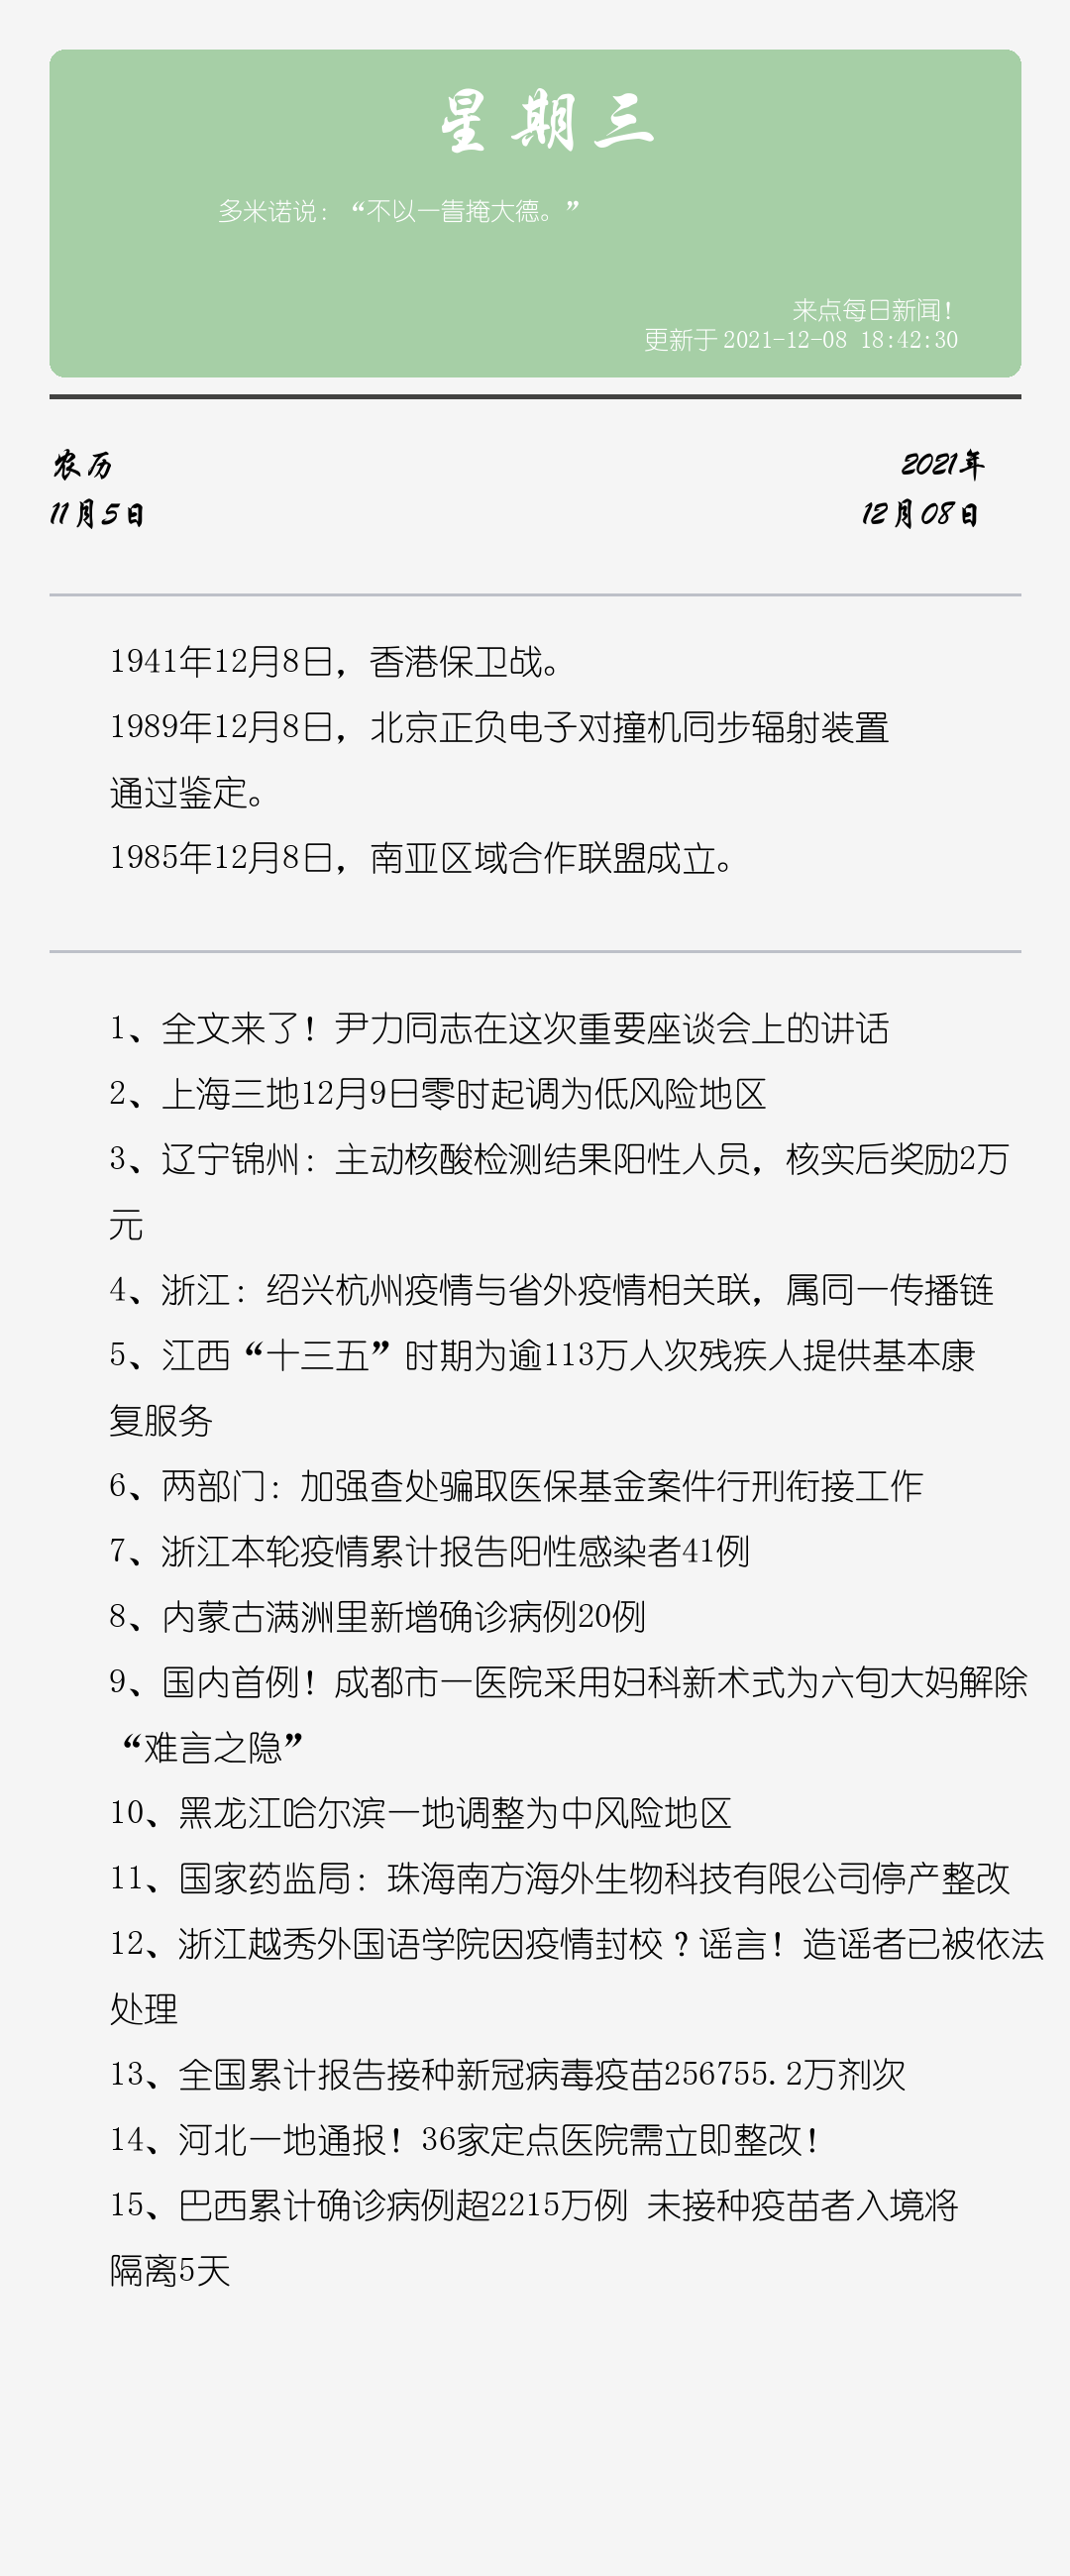 星期三
多米诺说：“不以一眚掩大德。”
来点每日新闻！
更新于 2021-12-08 18:42:30
农历
2021年
11月5日
12月08日
1941年12月8日，香港保卫战。
1989年12月8日，北京正负电子对撞机同步辐射装置
通过鉴定。
1985年12月8日，南亚区域合作联盟成立。
1、全文来了！尹力同志在这次重要座谈会上的讲话
2、上海三地12月9日零时起调为低风险地区
3、辽宁锦州：主动核酸检测结果阳性人员，核实后奖励2万
元
4、浙江：绍兴杭州疫情与省外疫情相关联，属同一传播链
5、江西“十三五”时期为逾113万人次残疾人提供基本康
复服务
6、两部门：加强查处骗取医保基金案件行刑衔接工作
7、浙江本轮疫情累计报告阳性感染者41例
8、内蒙古满洲里新增确诊病例20例
9、国内首例！成都市一医院采用妇科新术式为六旬大妈解除
“难言之隐”
10、黑龙江哈尔滨一地调整为中风险地区
11、国家药监局：珠海南方海外生物科技有限公司停产整改
12、浙江越秀外国语学院因疫情封校？谣言！造谣者已被依法
处理
13、全国累计报告接种新冠病毒疫苗256755.2万剂次
14、河北一地通报！36家定点医院需立即整改！
15、巴西累计确诊病例超2215万例 未接种疫苗者入境将
隔离5天